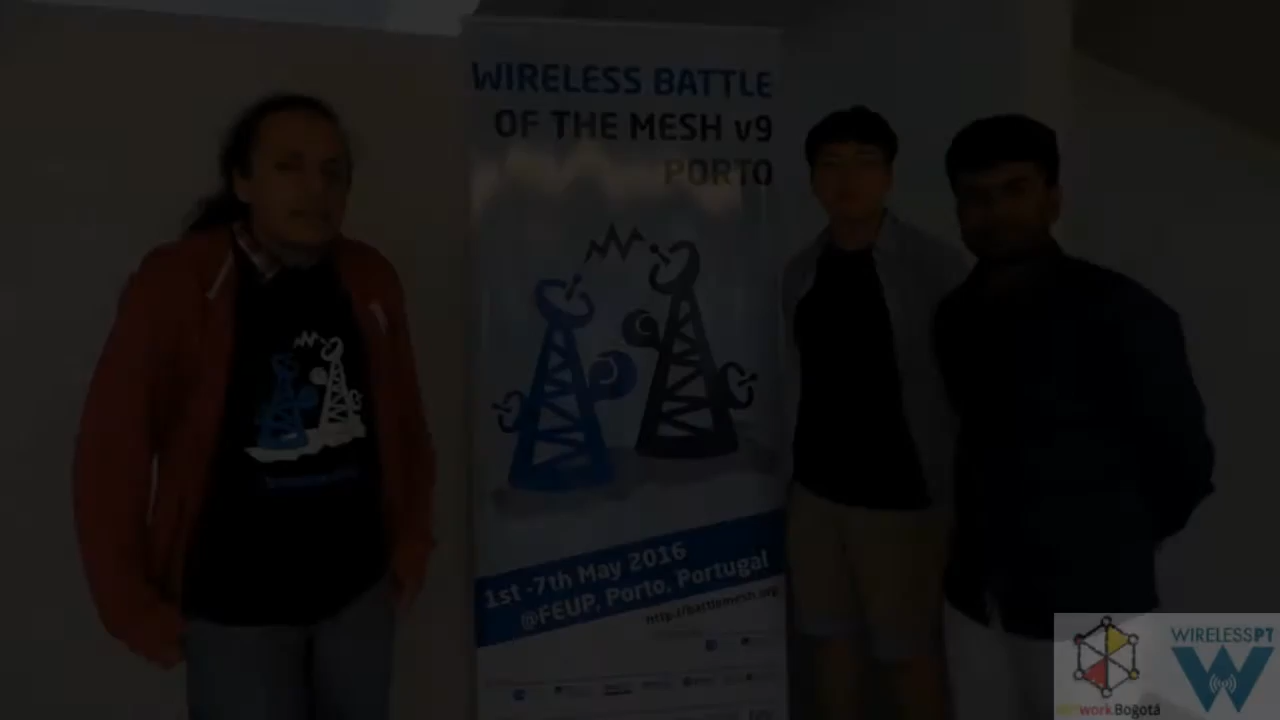 WIRELESS BATTLE
OF THE MESH v9
PORTO
1st -7th May 2016
@FEUP, Porto, Portugal
http://battlemesh.org
WIRELESSPT
work.Bogotá